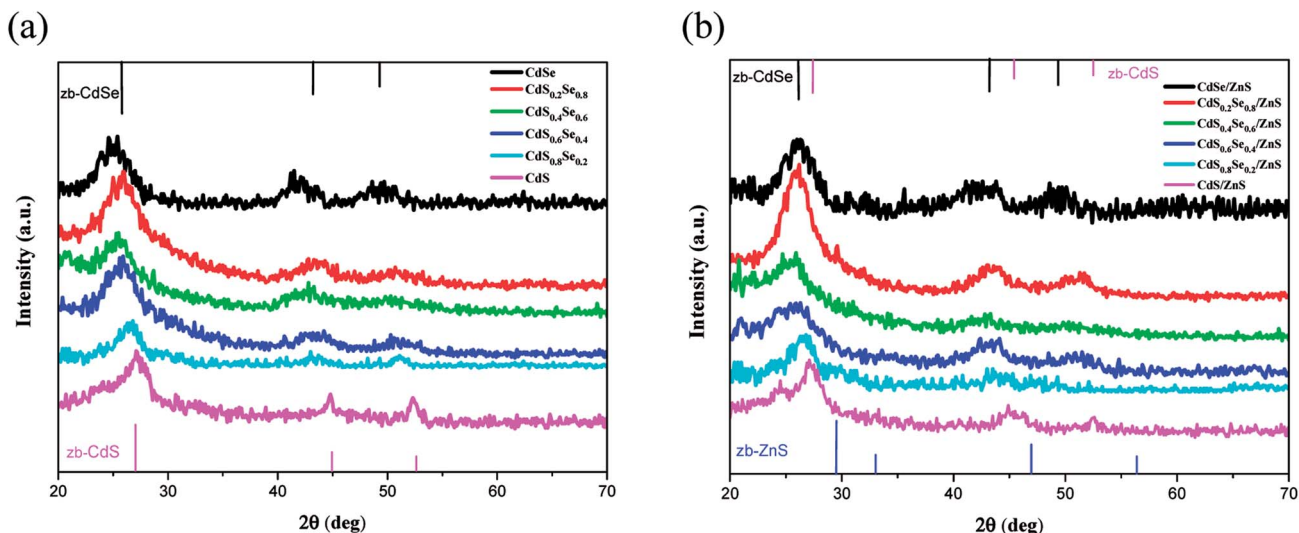 (a)
zb-CdSe
CdSe
CdS0.2Se0.8
CdS0.4Se0.6
CdS0.6Se0.4
CdS0.8Se0.2
CdS
Intensity (a.u.)
zb-CdS
20 30 40 50 60 70
2θ (deg)
(b)
zb-CdSe
zb-CdS
CdSe/ZnS
CdS0.2Se0.8/ZnS
CdS0.4Se0.6/ZnS
CdS0.6Se0.4/ZnS
CdS0.8Se0.2/ZnS
CdS/ZnS
Intensity (a.u.)
zb-ZnS
20 30 40 50 60 70
2θ (deg)